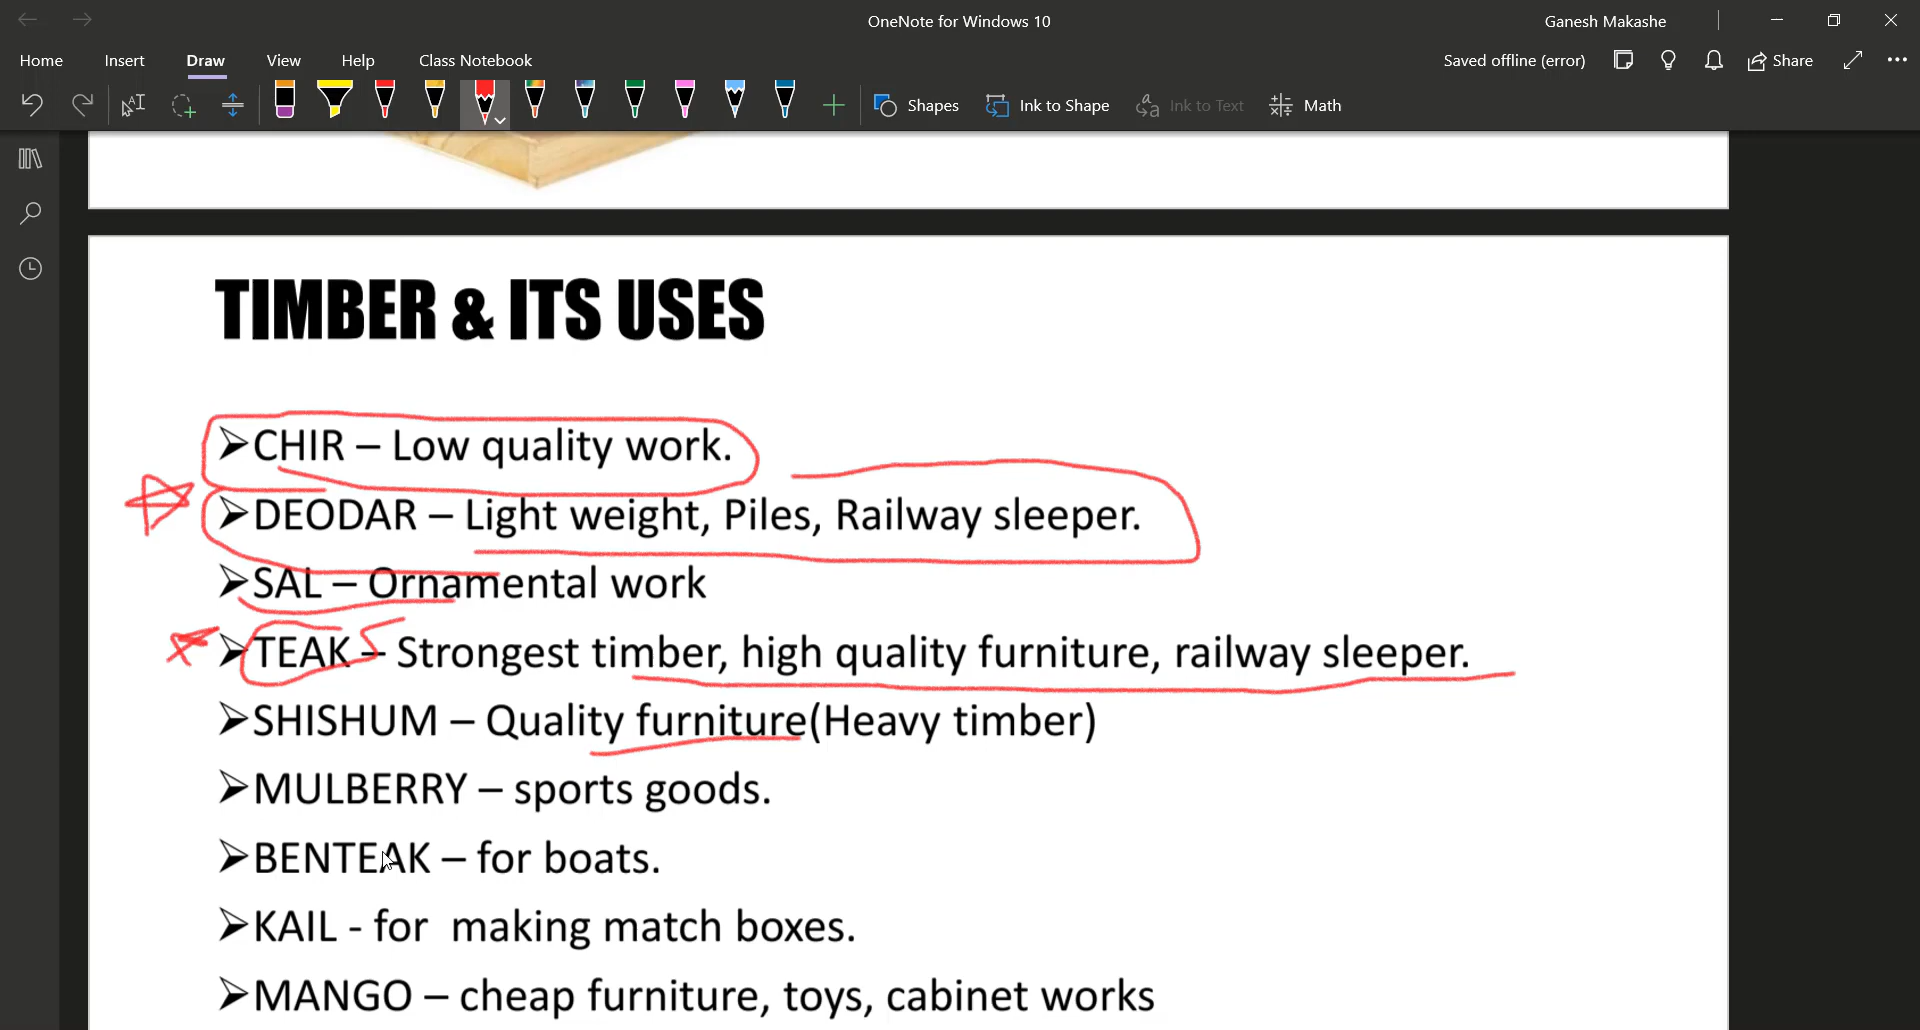 OneNote for Windows 10
Ganesh Makashe
Home Insert Draw View Help Class Notebook
Saved offline (error) Share
Shapes Ink to Shape Ink to Text Math
TIMBER & ITS USES
➢CHIR – Low quality work.
➢DEODAR – Light weight, Piles, Railway sleeper.
➢SAL – Ornamental work
➢TEAK – Strongest timber, high quality furniture, railway sleeper.
➢SHISHUM – Quality furniture(Heavy timber)
➢MULBERRY – sports goods.
➢BENTEAK – for boats.
➢KAIL - for making match boxes.
➢MANGO – cheap furniture, toys, cabinet works